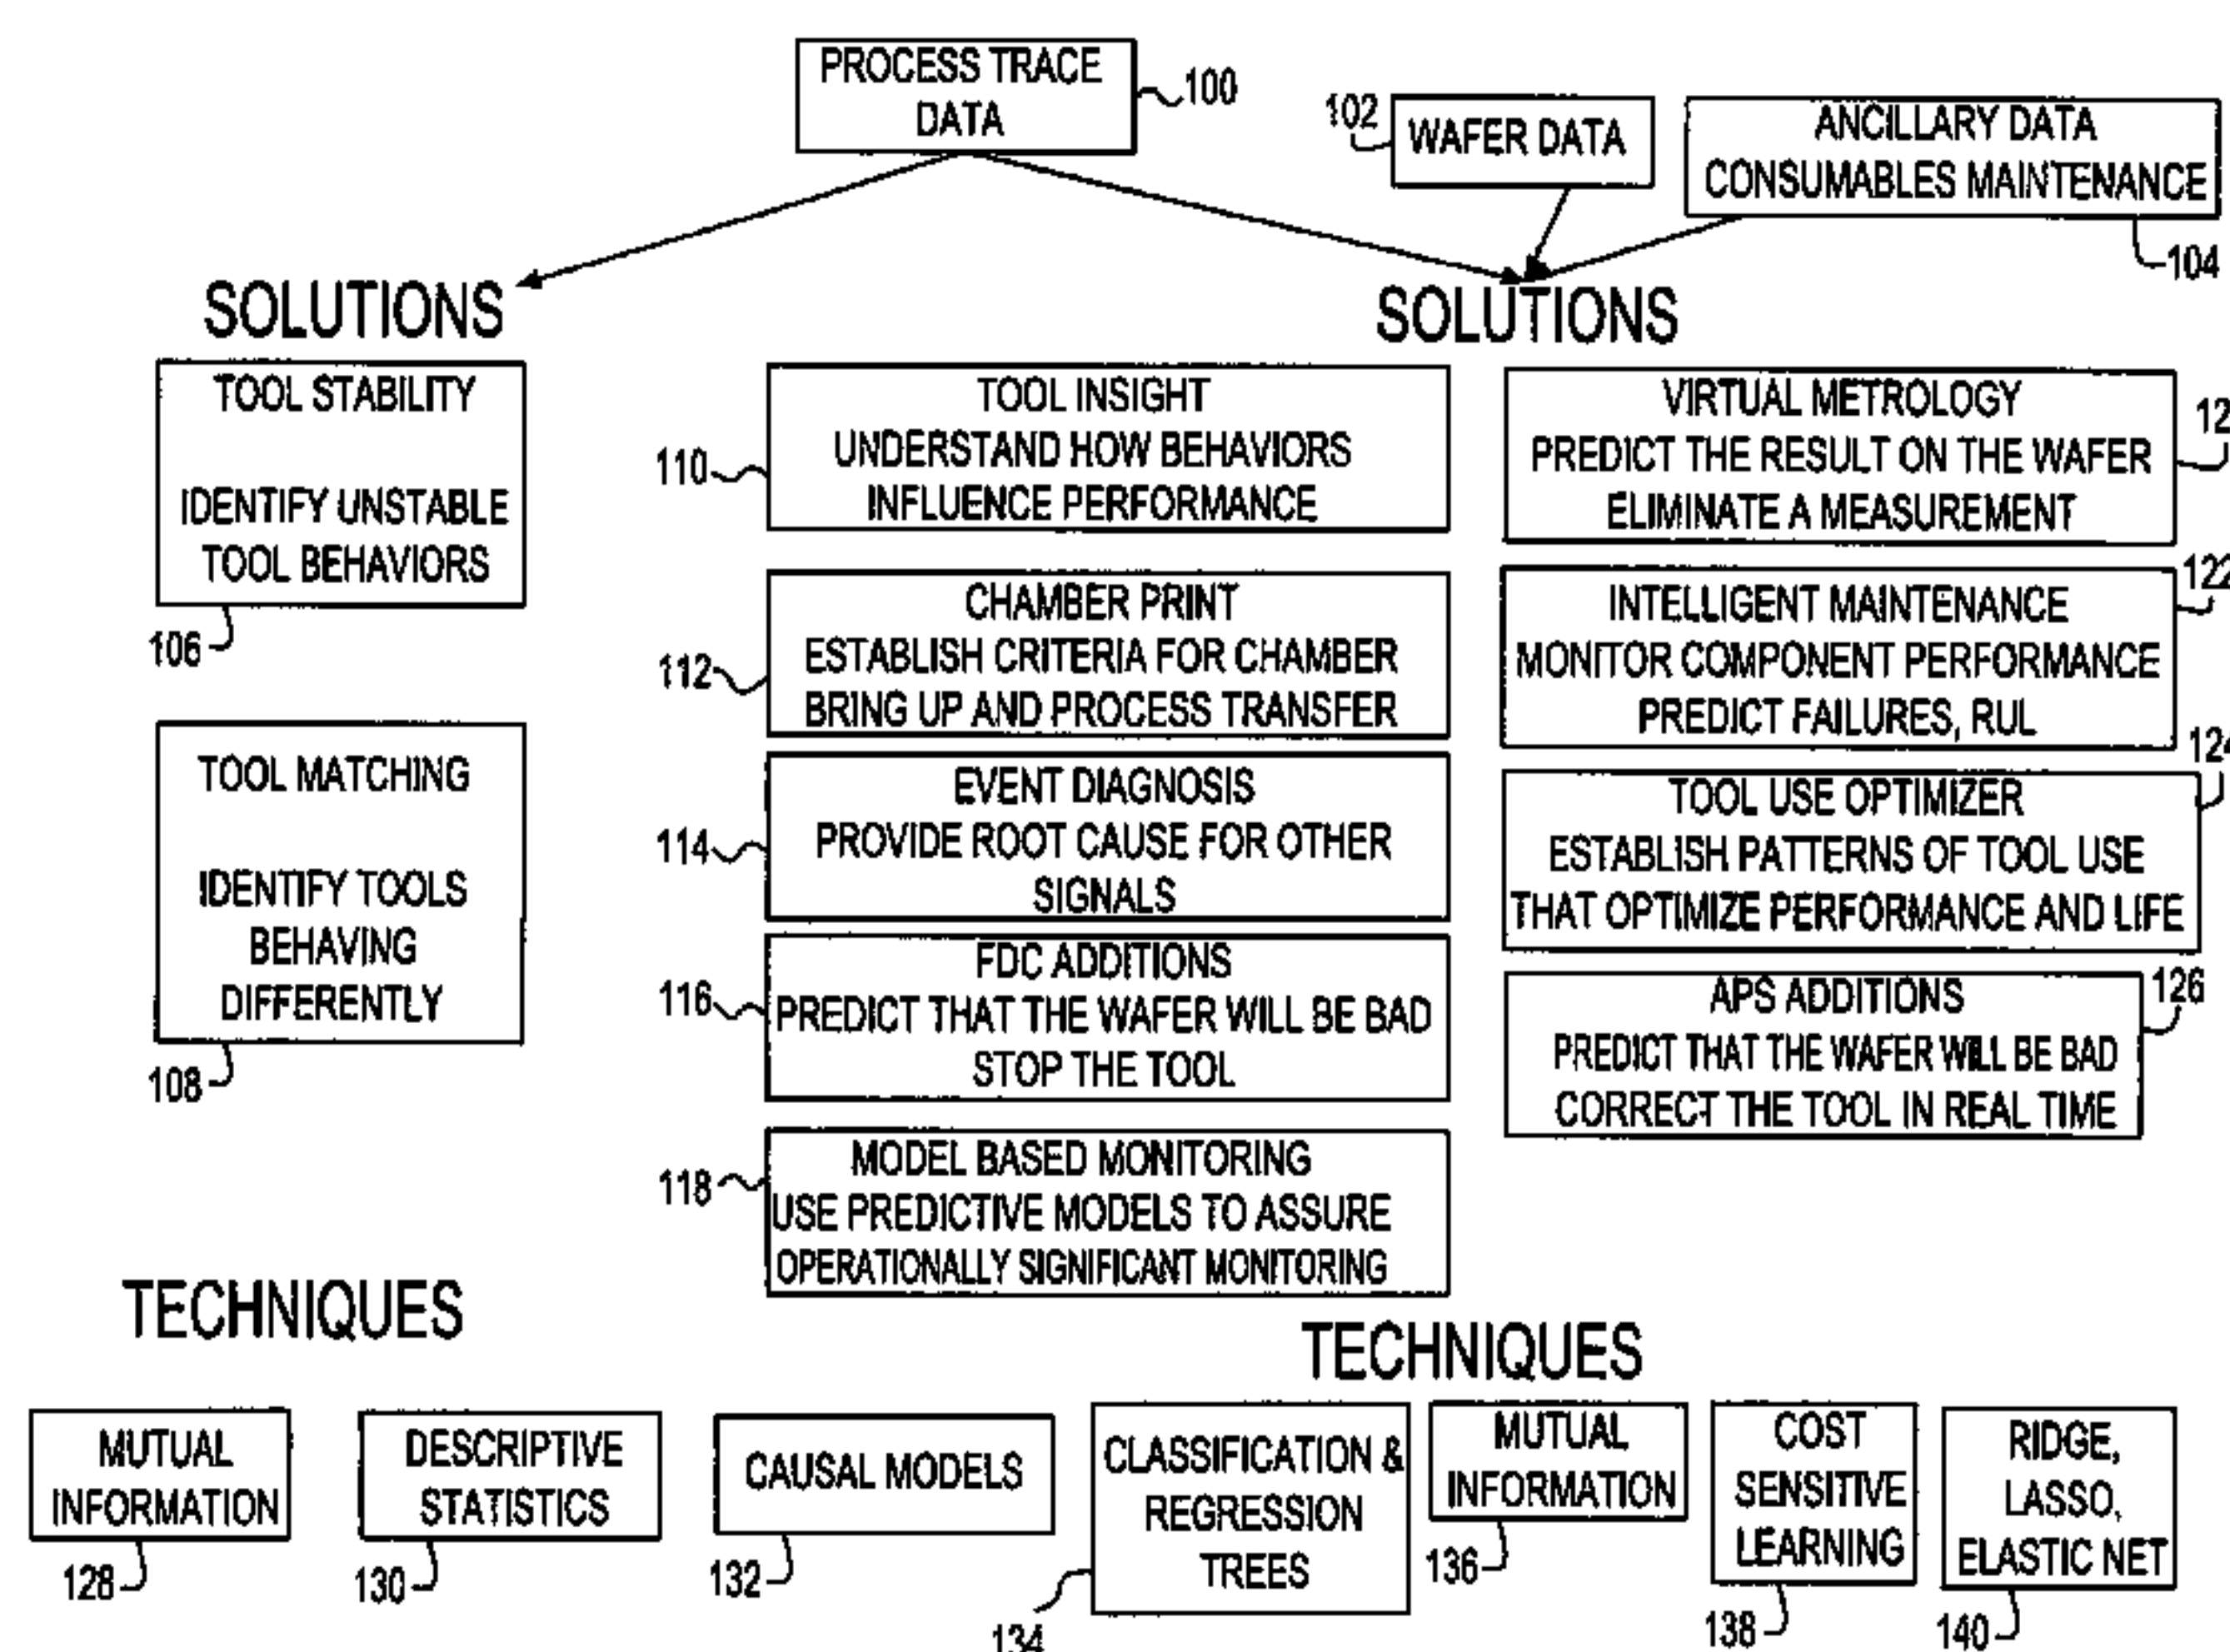 PROCESS TRACE
DATA
100
102
WAFER DATA
ANCILLARY DATA
CONSUMABLES MAINTENANCE
104
SOLUTIONS
TOOL STABILITY
IDENTIFY UNSTABLE
TOOL BEHAVIORS
106
TOOL MATCHING
IDENTIFY TOOLS
BEHAVING
DIFFERENTLY
108
SOLUTIONS
TOOL INSIGHT
UNDERSTAND HOW BEHAVIORS
INFLUENCE PERFORMANCE
110
CHAMBER PRINT
ESTABLISH CRITERIA FOR CHAMBER
BRING UP AND PROCESS TRANSFER
112
EVENT DIAGNOSIS
PROVIDE ROOT CAUSE FOR OTHER
SIGNALS
114
FDC ADDITIONS
PREDICT THAT THE WAFER WILL BE BAD
STOP THE TOOL
116
MODEL BASED MONITORING
USE PREDICTIVE MODELS TO ASSURE
OPERATIONALLY SIGNIFICANT MONITORING
118
VIRTUAL METROLOGY
PREDICT THE RESULT ON THE WAFER
ELIMINATE A MEASUREMENT
INTELLIGENT MAINTENANCE
MONITOR COMPONENT PERFORMANCE
PREDICT FAILURES, RUL
122
TOOL USE OPTIMIZER
ESTABLISH PATTERNS OF TOOL USE
THAT OPTIMIZE PERFORMANCE AND LIFE
124
APS ADDITIONS
PREDICT THAT THE WAFER WILL BE BAD
CORRECT THE TOOL IN REAL TIME
126
TECHNIQUES
MUTUAL
INFORMATION
128
DESCRIPTIVE
STATISTICS
130
TECHNIQUES
CAUSAL MODELS
132
CLASSIFICATION &
REGRESSION
TREES
134
MUTUAL
INFORMATION
136
COST
SENSITIVE
LEARNING
138
RIDGE,
LASSO,
ELASTIC NET
140